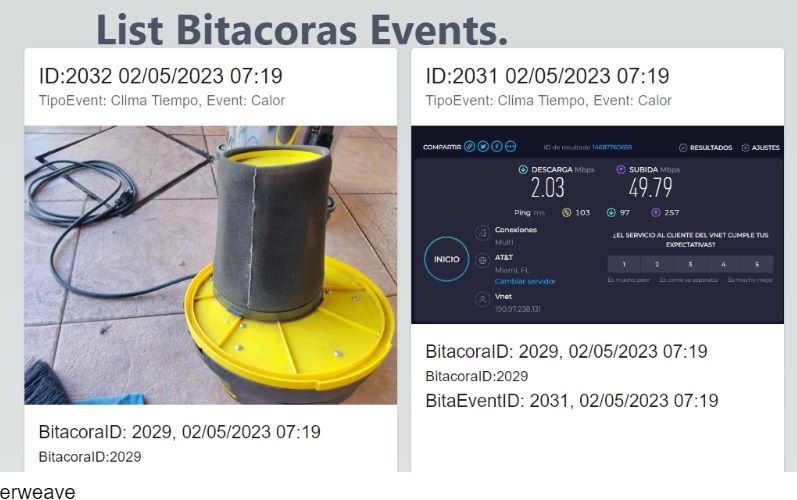 List Bitacoras Events.
ID:2032 02/05/2023 07:19
TipoEvent: Clima Tiempo, Event: Calor
BitacoraID: 2029, 02/05/2023 07:19
BitacoraID:2029
ID:2031 02/05/2023 07:19
TipoEvent: Clima Tiempo, Event: Calor
COMPARTIR ID de resultado 14687760659 RESULTADOS AJUSTES
DESCARGA Mbps SUBIDA Mbps
2.03 49.79
Ping ms 103 97 257
INICIO
Conexiones
Multi
AT&T
Miami, FL
Cambiar servidor
Vnet
190.97.238.131
¿EL SERVICIO AL CLIENTE DEL VNET CUMPLE TUS
EXPECTATIVAS?
1 2 3 4 5
Es mucho peor Es como se esperaba Es mucho mejor
BitacoraID: 2029, 02/05/2023 07:19
BitacoraID:2029
BitaEventID: 2031, 02/05/2023 07:19
erweave